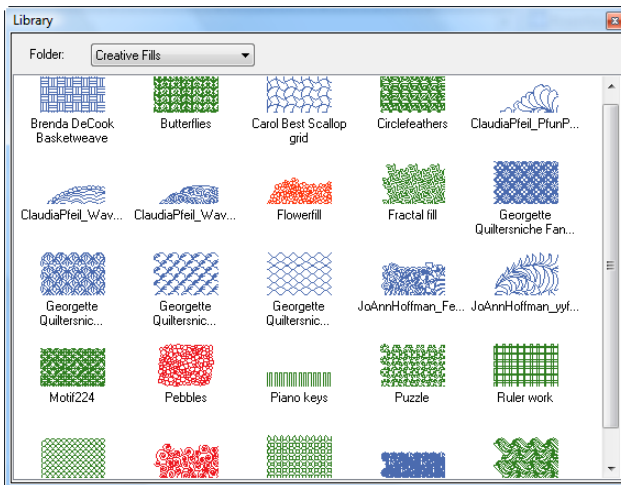 Library
Folder: Creative Fills
Brenda DeCook Butterflies Carol Best Scallop Circlefeathers ClaudiaPfeil_PfunP...
Basketweave grid
ClaudiaPfeil_Wav... ClaudiaPfeil_Wav... Flowerfill Fractal fill Georgette
Quiltersniche Fan...
Georgette Georgette Georgette JoAnnHoffman_Fe... JoAnnHoffman_yyf...
Quiltersnic... Quiltersnic... Quiltersnic...
Motif224 Pebbles Piano keys Puzzle Ruler work